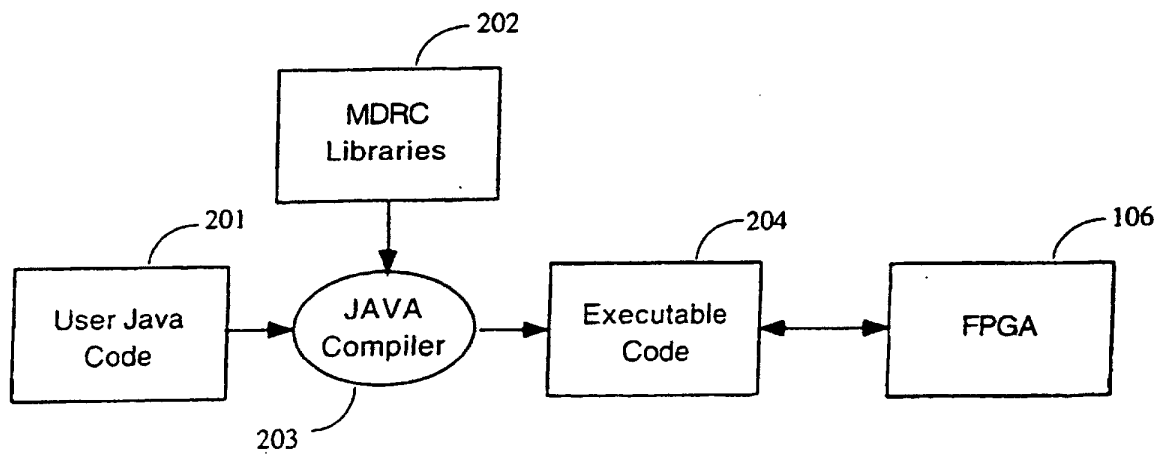 202
MDRC
Libraries
201
204
106
User Java
Code
JAVA
Compiler
Executable
Code
FPGA
203